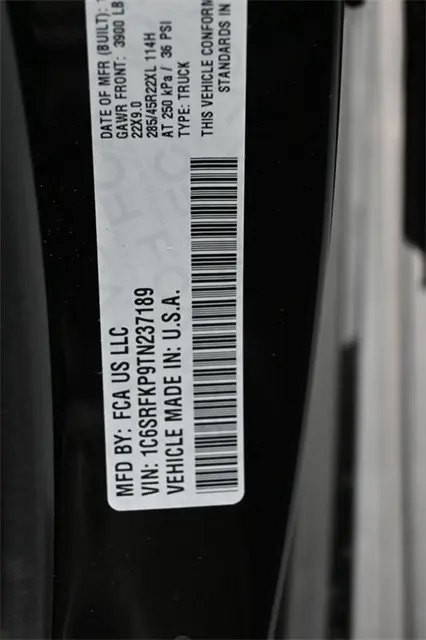 MFD BY: FCA US LLC
VIN: 1C6SRFKP9TN237189
VEHICLE MADE IN: U.S.A.
DATE OF MFR (BUILT):
GAWR FRONT: 3900 LB
22X9.0
285/45R22XL 114H
AT 250 kPa / 36 PSI
TYPE: TRUCK
THIS VEHICLE CONFORM
STANDARDS IN